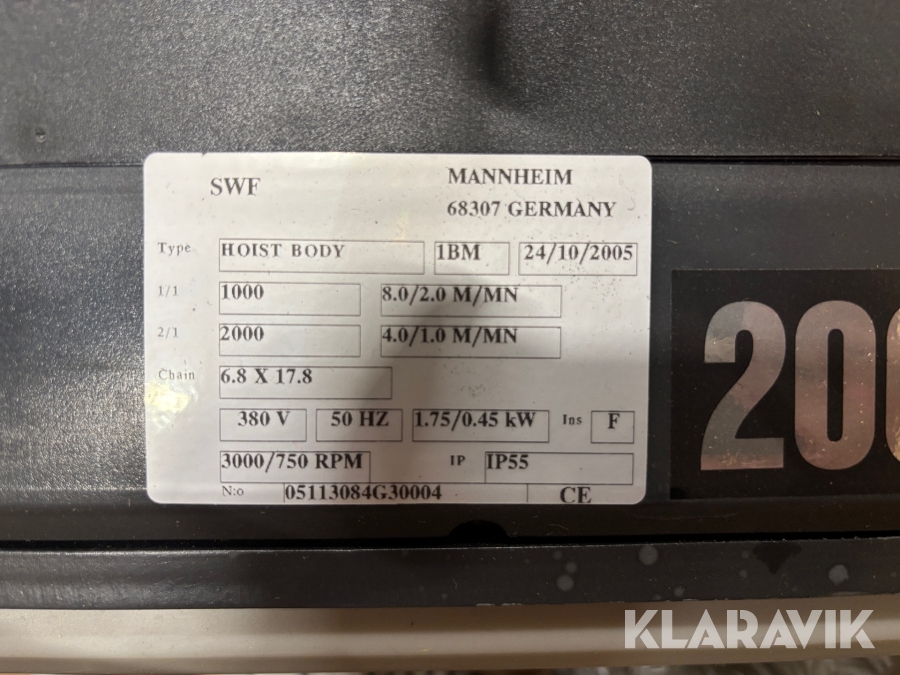 SWF MANNHEIM
68307 GERMANY
Type HOIST BODY 1BM 24/10/2005
1/1 1000 8.0/2.0 M/MN
2/1 2000 4.0/1.0 M/MN
Chain 6.8 X 17.8
380 V 50 HZ 1.75/0.45 kW Ins F
3000/750 RPM IP IP55
N:o 05113084G30004 CE
200
KLARAVIK